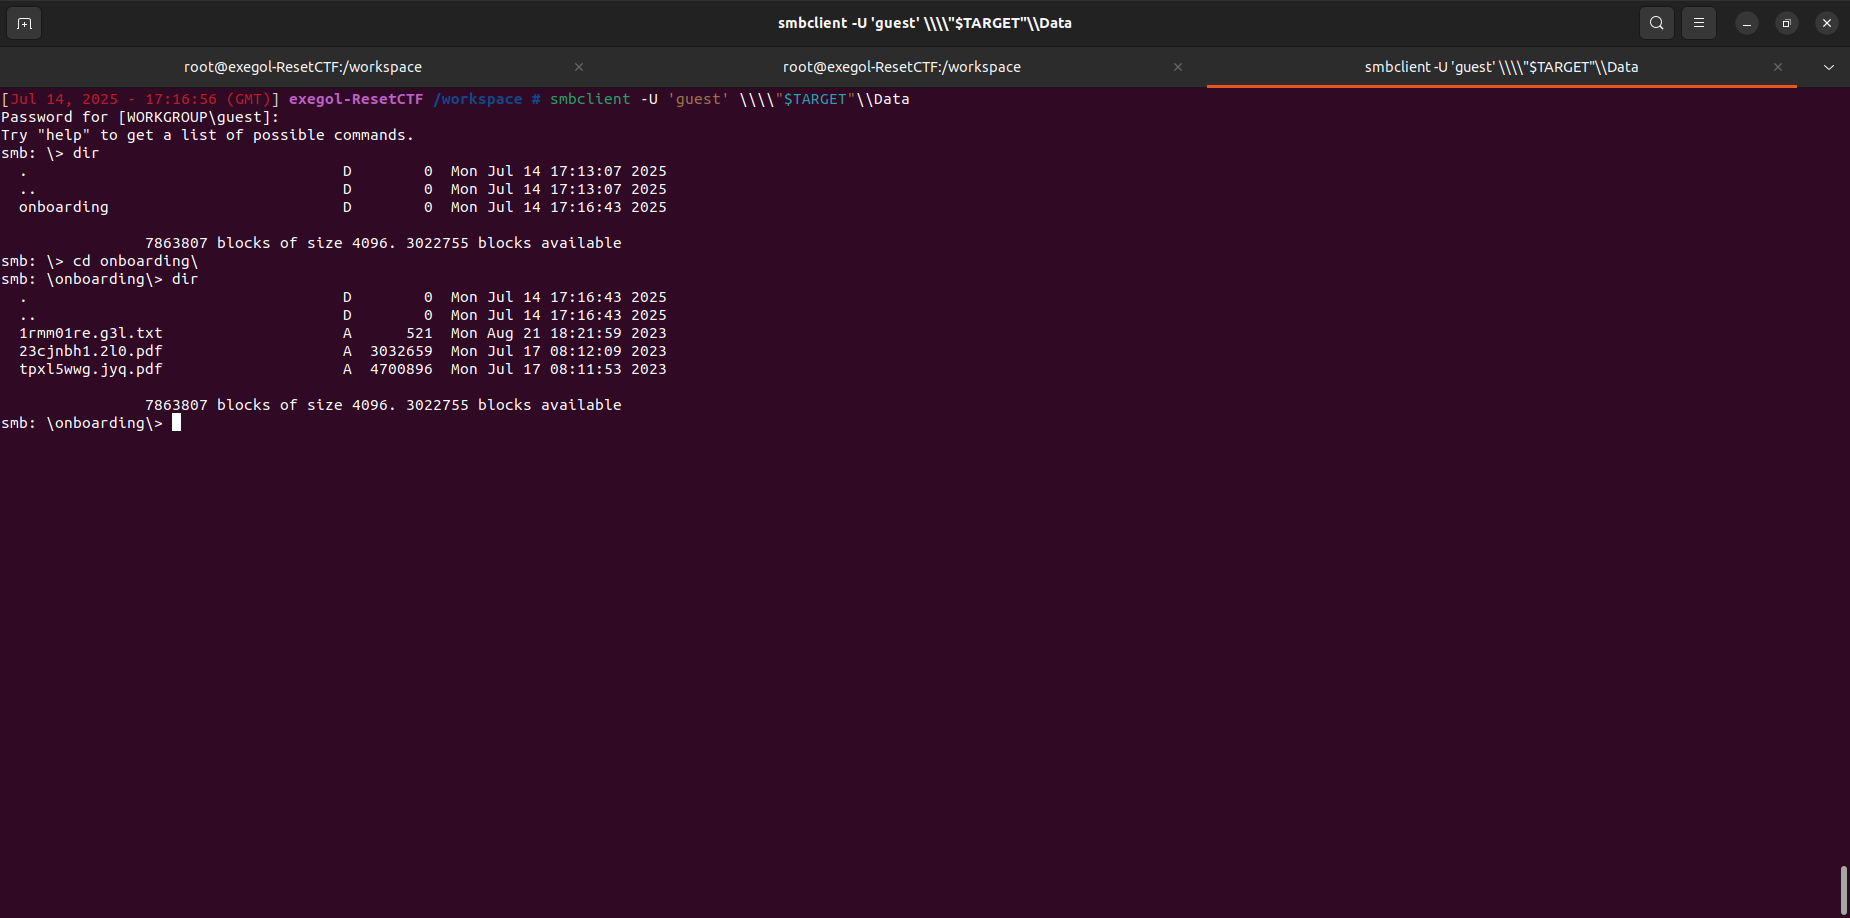 smbclient -U 'guest' \\\\"$TARGET"\\Data
root@exegol-ResetCTF:/workspace
root@exegol-ResetCTF:/workspace
smbclient -U 'guest' \\\\"$TARGET"\\Data
[Jul 14, 2025 - 17:16:56 (GMT)] exegol-ResetCTF /workspace # smbclient -U 'guest' \\\\"$TARGET"\\Data
Password for [WORKGROUP\guest]:
Try "help" to get a list of possible commands.
smb: \> dir
  .                                   D        0  Mon Jul 14 17:13:07 2025
  ..                                  D        0  Mon Jul 14 17:13:07 2025
  onboarding                          D        0  Mon Jul 14 17:16:43 2025
                7863807 blocks of size 4096. 3022755 blocks available
smb: \> cd onboarding\
smb: \onboarding\> dir
  .                                   D        0  Mon Jul 14 17:16:43 2025
  ..                                  D        0  Mon Jul 14 17:16:43 2025
  1rmm01re.g3l.txt                    A      521  Mon Aug 21 18:21:59 2023
  23cjnbh1.2l0.pdf                    A  3032659  Mon Jul 17 08:12:09 2023
  tpxl5wwg.jyq.pdf                    A  4700896  Mon Jul 17 08:11:53 2023
                7863807 blocks of size 4096. 3022755 blocks available
smb: \onboarding\>